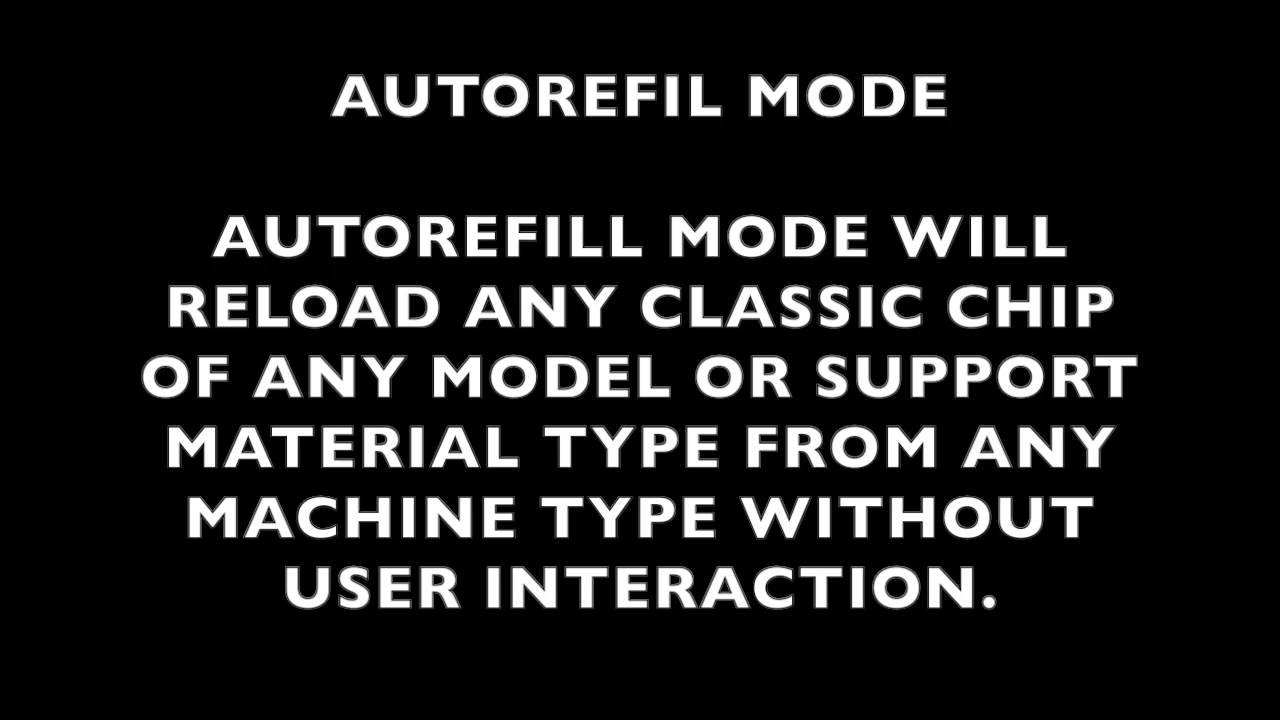 AUTOREFIL MODE
AUTOREFILL MODE WILL
RELOAD ANY CLASSIC CHIP
OF ANY MODEL OR SUPPORT
MATERIAL TYPE FROM ANY
MACHINE TYPE WITHOUT
USER INTERACTION.